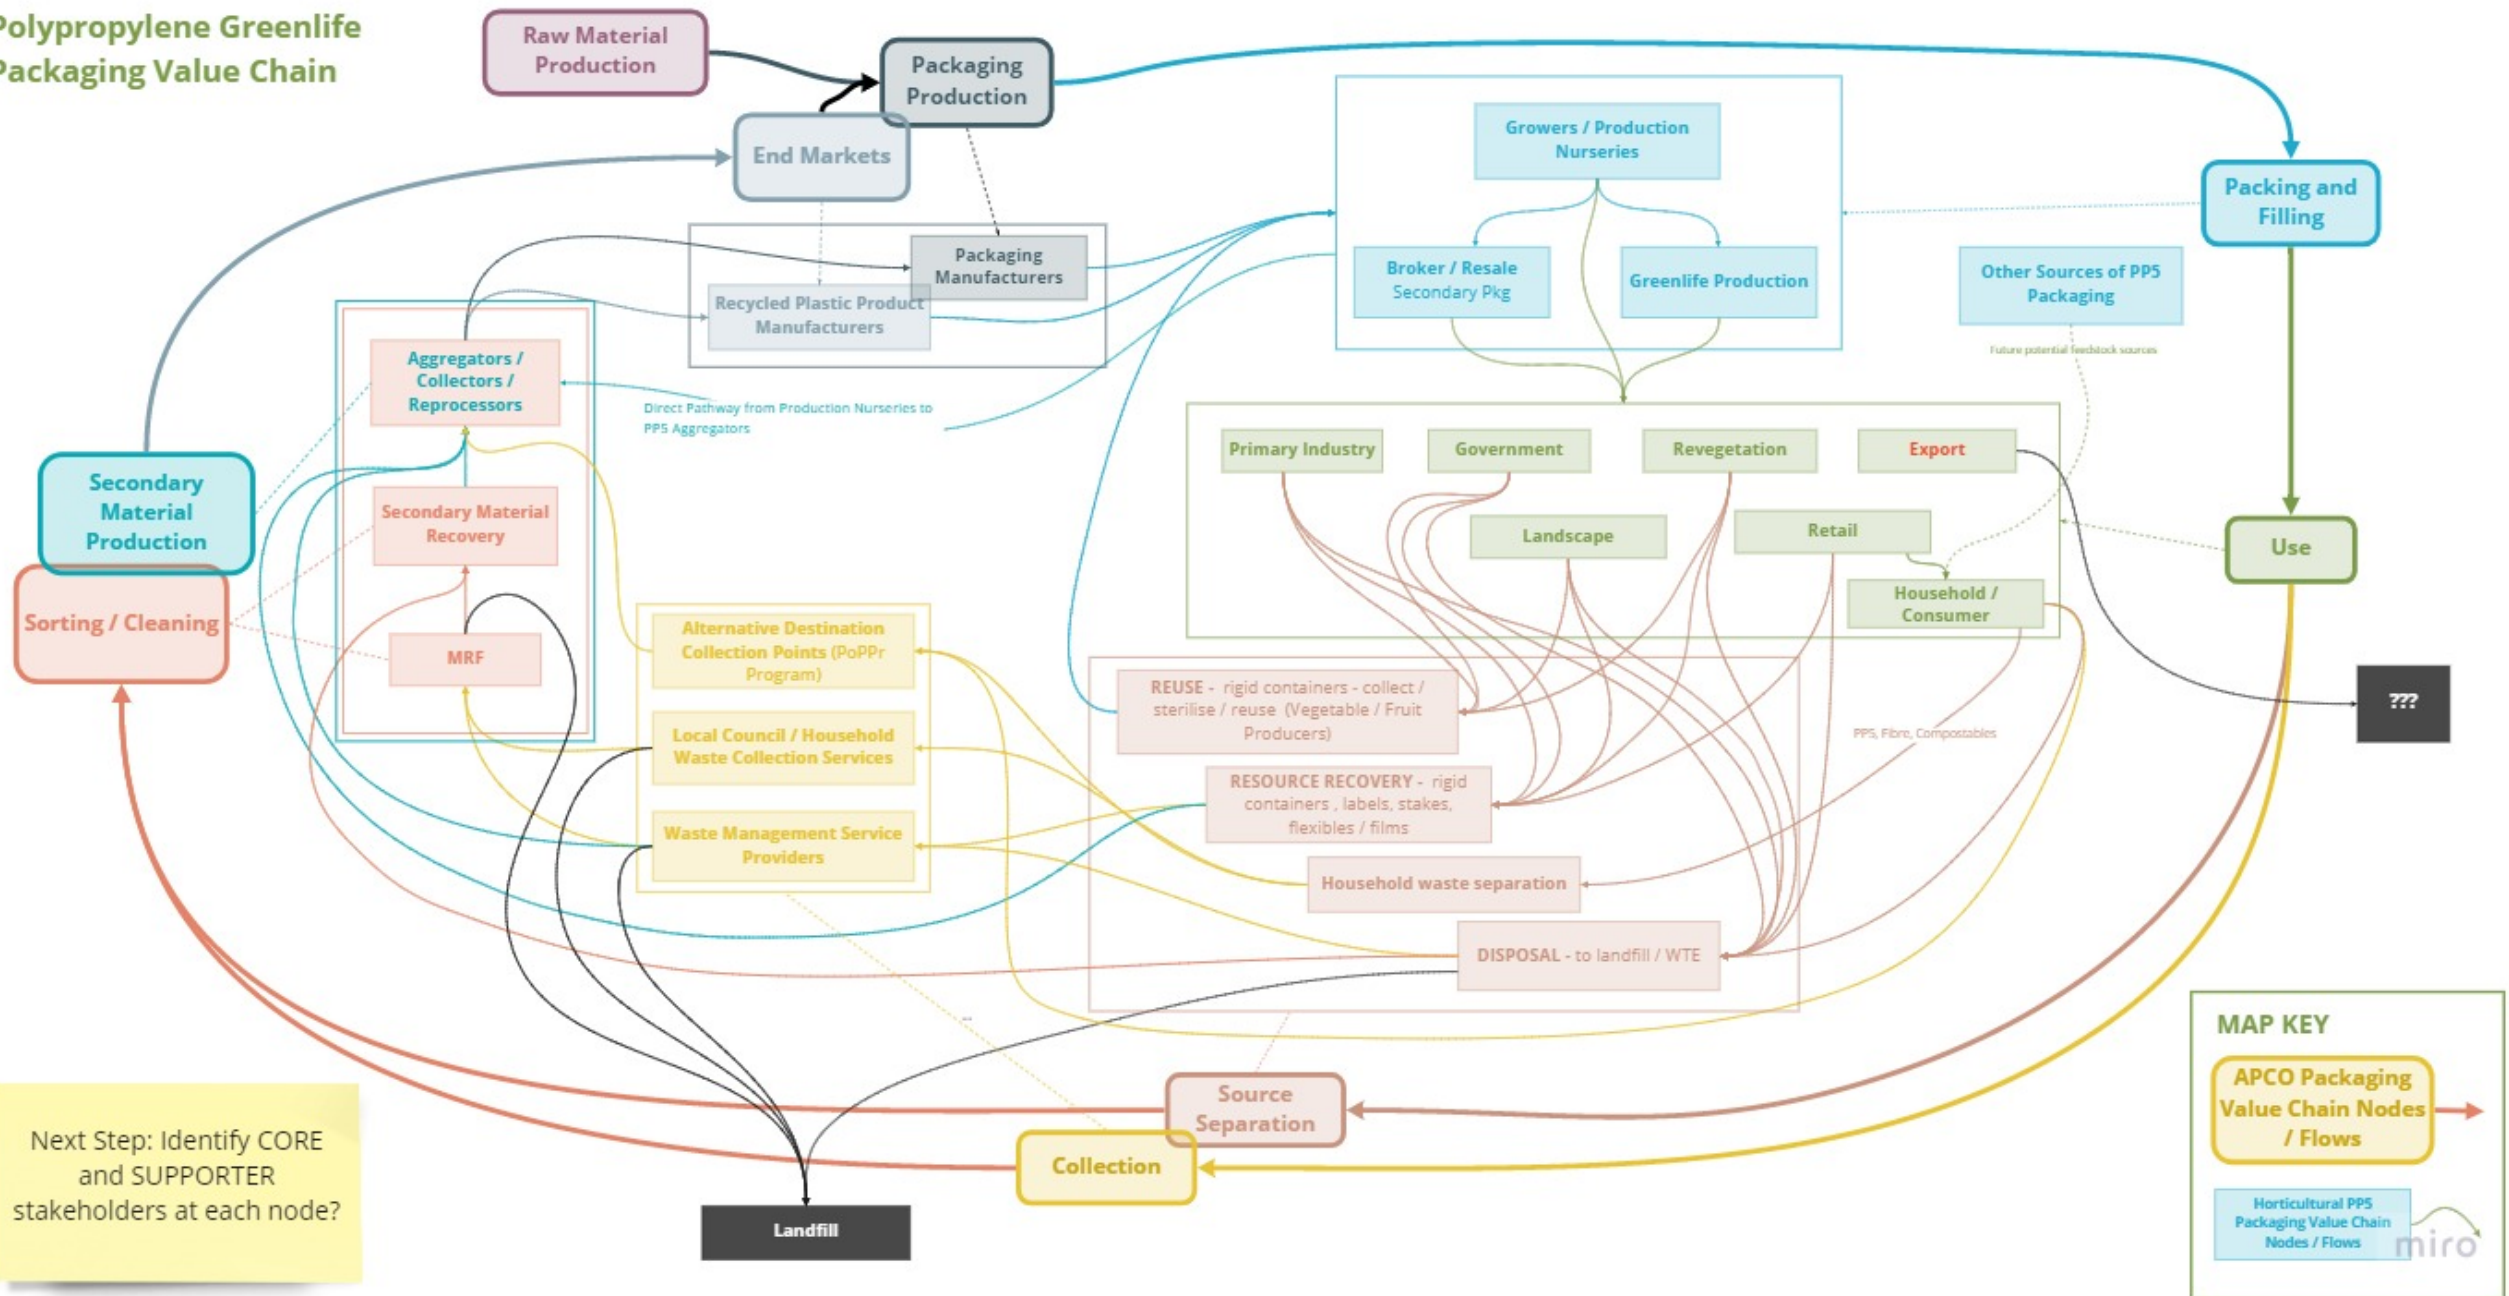 Polypropylene Greenlife
Packaging Value Chain
Raw Material
Production
Packaging
Production
End Markets
Growers / Production
Nurseries
Packing and
Filling
Packaging
Manufacturers
Recycled Plastic Product
Manufacturers
Broker / Resale
Secondary Pkg
Greenlife Production
Other Sources of PP5
Packaging
Future potential feedstock sources
Aggregators /
Collectors /
Reprocessors
Direct Pathway from Production Nurseries to
PP5 Aggregators
Primary Industry
Government
Revegetation
Export
Secondary
Material
Production
Secondary Material
Recovery
Landscape
Retail
Use
Sorting / Cleaning
MRF
Household /
Consumer
Alternative Destination
Collection Points (PoPPr
Program)
REUSE - rigid containers - collect /
sterilise / reuse (Vegetable / Fruit
Producers)
???
Local Council / Household
Waste Collection Services
PP5, Fibre, Compostables
RESOURCE RECOVERY - rigid
containers , labels, stakes,
flexibles / films
Waste Management Service
Providers
Household waste separation
DISPOSAL - to landfill / WTE
Source
Separation
Collection
Landfill
Next Step: Identify CORE
and SUPPORTER
stakeholders at each node?
MAP KEY
APCO Packaging
Value Chain Nodes
/ Flows
Horticultural PP5
Packaging Value Chain
Nodes / Flows
miro